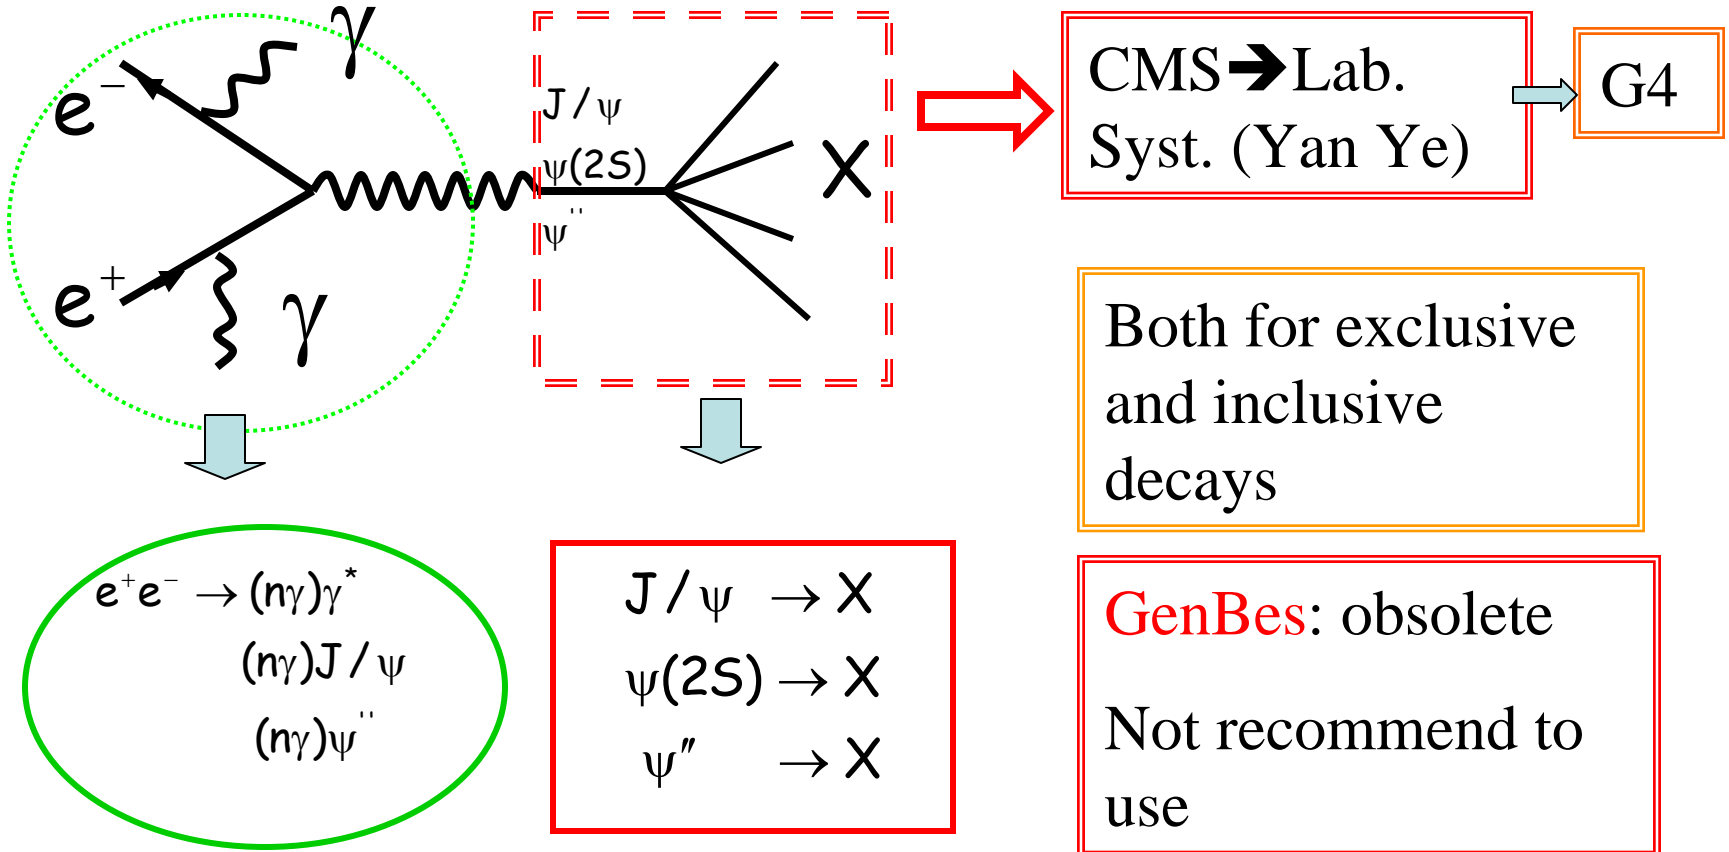 γ
e⁻
e⁺
γ
J/ψ
ψ(2S)
ψ''
X
CMS➔Lab.
Syst. (Yan Ye)
G4
Both for exclusive
and inclusive
decays
e⁺e⁻ → (nγ)γ*
(nγ)J/ψ
(nγ)ψ''
J/ψ → X
ψ(2S) → X
ψ″ → X
GenBes: obsolete
Not recommend to
use